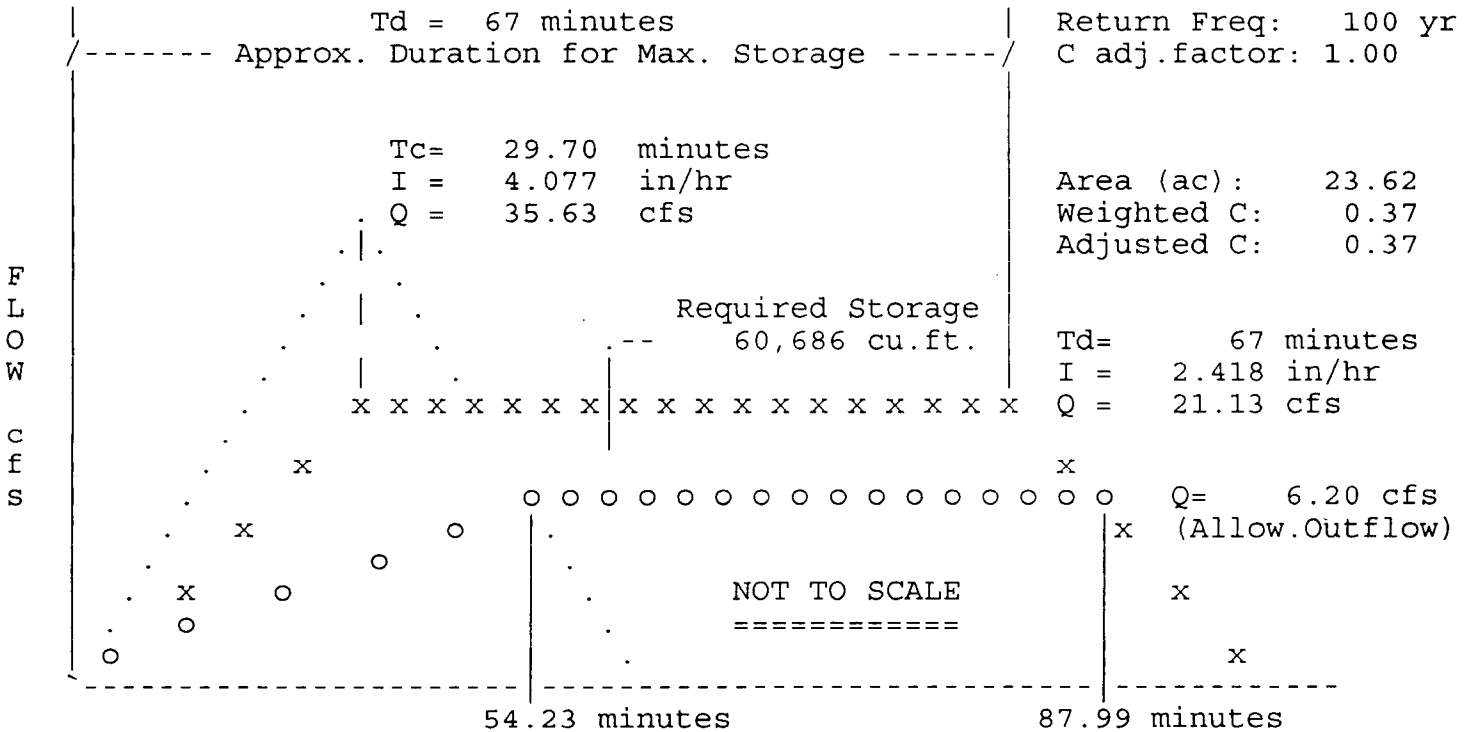 Td = 67 minutes
Return Freq: 100 yr
/------- Approx. Duration for Max. Storage ------/
C adj.factor: 1.00
Tc= 29.70 minutes
I = 4.077 in/hr
Area (ac): 23.62
Q = 35.63 cfs
Weighted C: 0.37
Adjusted C: 0.37
FLOW cfs
Required Storage
60,686 cu.ft.
Td= 67 minutes
I = 2.418 in/hr
x x x x x x x x x x x x x x x x x x
Q = 21.13 cfs
x x
o o o o o o o o o o o o o o o o
Q= 6.20 cfs
x o x
(Allow.Outflow)
o
x o
NOT TO SCALE
x
o
============
o x
54.23 minutes
87.99 minutes